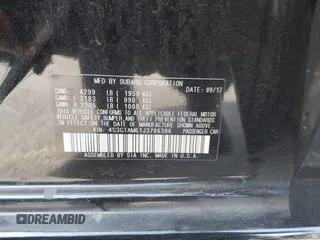 MFD. BY SUBARU CORPORATION
DATE 09/17
GVWR: 4299 LB ( 1950 KG)
GAWR: F 2183 LB ( 990 KG)
GAWR: R 2205 LB ( 1000 KG)
THIS VEHICLE CONFORMS TO ALL APPLICABLE FEDERAL MOTOR
VEHICLE SAFETY, BUMPER, AND THEFT PREVENTION STANDARDS
IN EFFECT ON THE DATE OF MANUFACTURE SHOWN ABOVE.
VIN: 4S3GTAM61J3706386 PASSENGER CAR
ASSEMBLED BY SIA INC. IN U.S.A.
DAMEBID